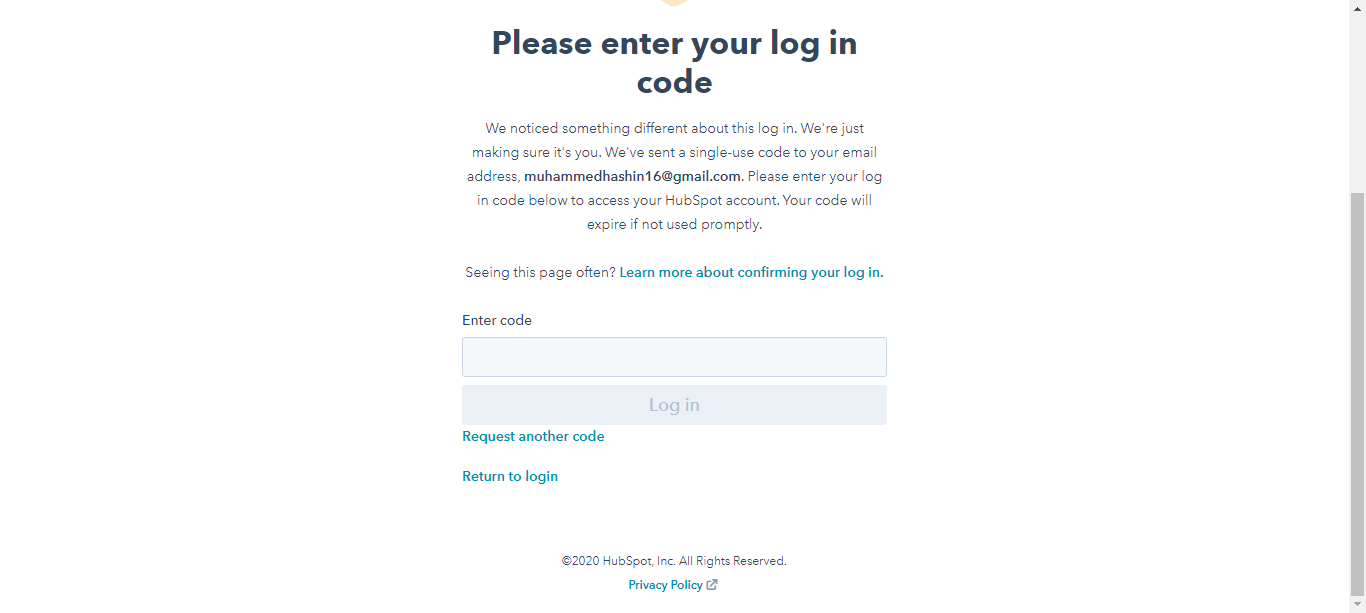 Please enter your log in
code
We noticed something different about this log in. We're just
making sure it's you. We've sent a single-use code to your email
address, muhammedhashin16@gmail.com. Please enter your log
in code below to access your HubSpot account. Your code will
expire if not used promptly.
Seeing this page often? Learn more about confirming your log in.
Enter code
Log in
Request another code
Return to login
©2020 HubSpot, Inc. All Rights Reserved.
Privacy Policy